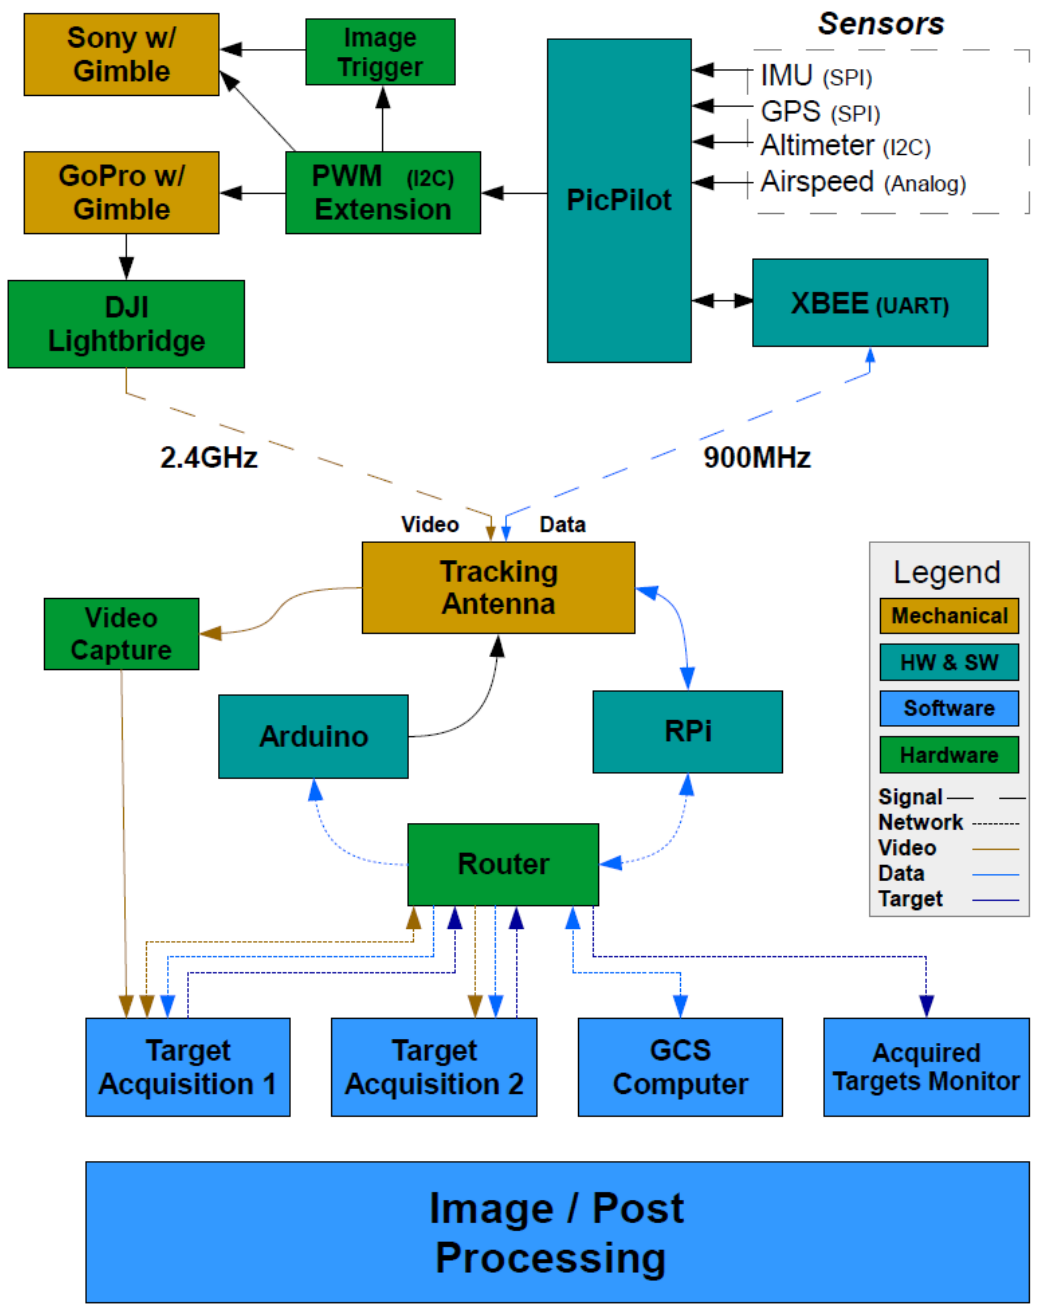 Sensors
Sony w/
Gimble
Image
Trigger
IMU (SPI)
GPS (SPI)
Altimeter (I2C)
Airspeed (Analog)
GoPro w/
Gimble
PWM (I2C)
Extension
PicPilot
DJI
Lightbridge
XBEE (UART)
2.4GHz
900MHz
Video
Data
Tracking
Antenna
Video
Capture
Arduino
RPi
Router
Legend
Mechanical
HW & SW
Software
Hardware
Signal
Network
Video
Data
Target
Target
Acquisition 1
Target
Acquisition 2
GCS
Computer
Acquired
Targets Monitor
Image / Post
Processing